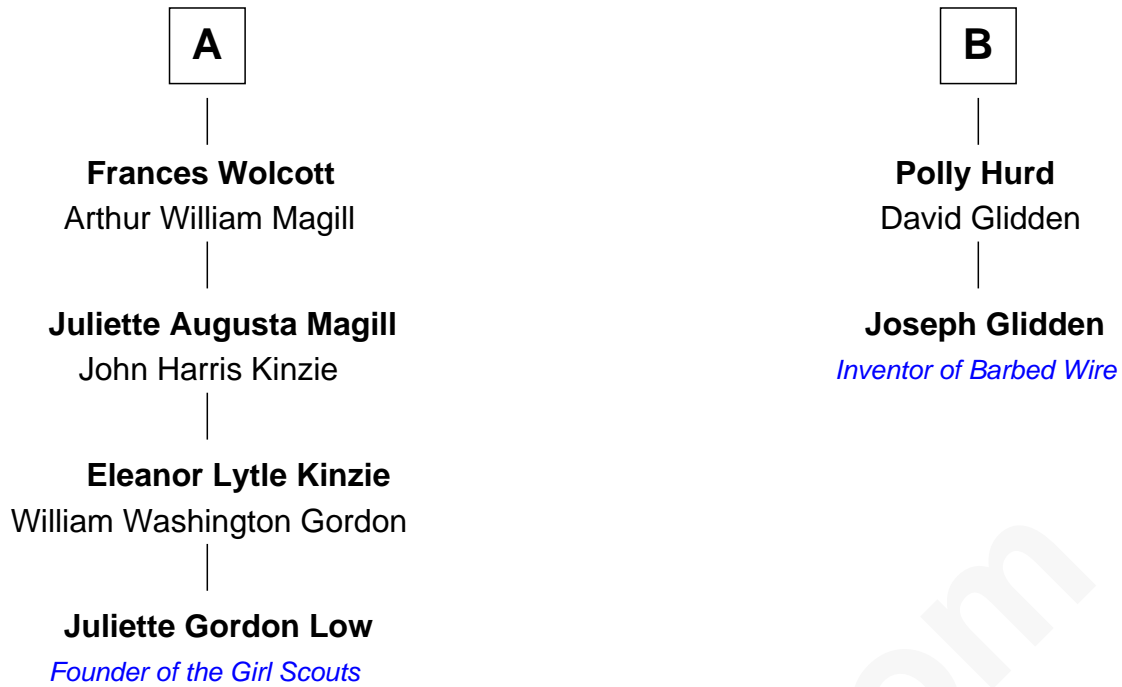 A
Frances Wolcott
Arthur William Magill
Juliette Augusta Magill
John Harris Kinzie
Eleanor Lytle Kinzie
William Washington Gordon
Juliette Gordon Low
Founder of the Girl Scouts
B
Polly Hurd
David Glidden
Joseph Glidden
Inventor of Barbed Wire
om